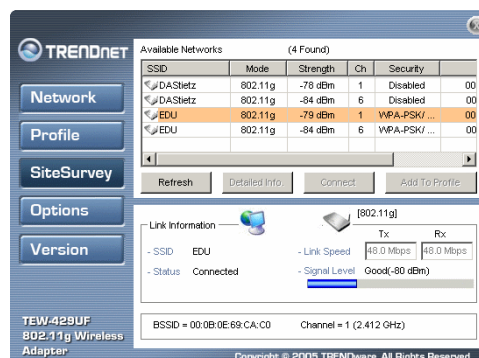 TRENDNET
Available Networks (4 Found)
SSID Mode Strength Ch Security
DAStietz 802.11g -78 dBm 1 Disabled 00
DAStietz 802.11g -84 dBm 6 Disabled 00
EDU 802.11g -79 dBm 1 WPA-PSK/ ... 00
EDU 802.11g -84 dBm 6 WPA-PSK/ ... 00
Refresh Detailed Info. Connect Add To Profile
Network
Profile
SiteSurvey
Options
Version
Link Information
[802.11g]
Tx Rx
- SSID EDU - Link Speed 48.0 Mbps 48.0 Mbps
- Status Connected - Signal Level Good(-80 dBm)
BSSID = 00:0B:0E:69:CA:C0 Channel = 1 (2.412 GHz)
TEW-429UF
802.11g Wireless
Adapter
Copyright © 2005 TRENDware. All Rights Reserved